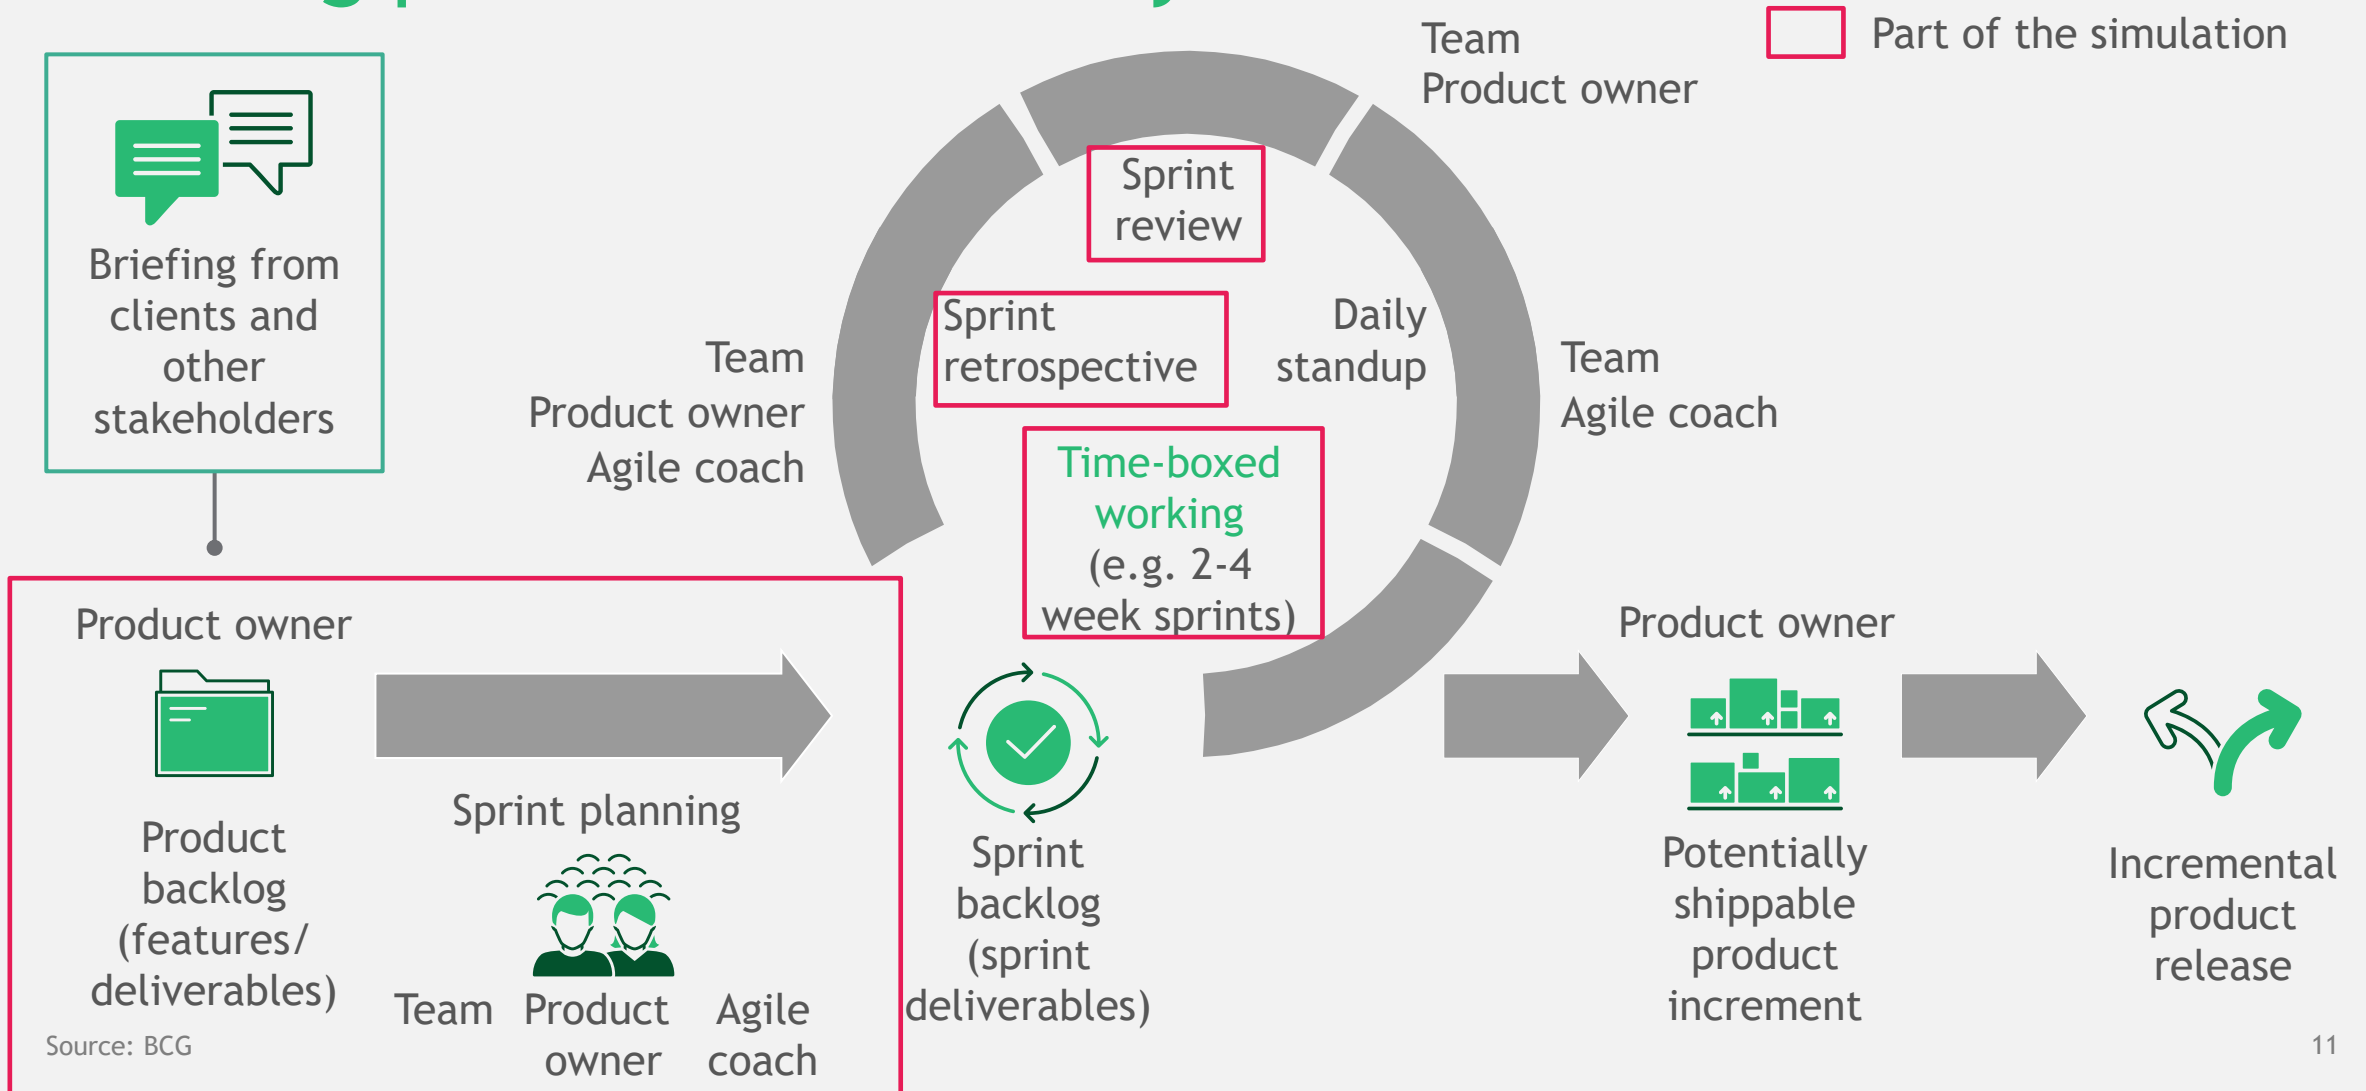 Part of the simulation
Team
Product owner
Briefing from
clients and
other
stakeholders
Sprint
review
Sprint
retrospective
Daily
standup
Team
Product owner
Agile coach
Team
Agile coach
Time-boxed
working
(e.g. 2-4
week sprints)
Product owner
Product
backlog
(features/
deliverables)
Sprint planning
Team
Product
owner
Agile
coach
Sprint
backlog
(sprint
deliverables)
Product owner
Potentially
shippable
product
increment
Incremental
product
release
Source: BCG
11